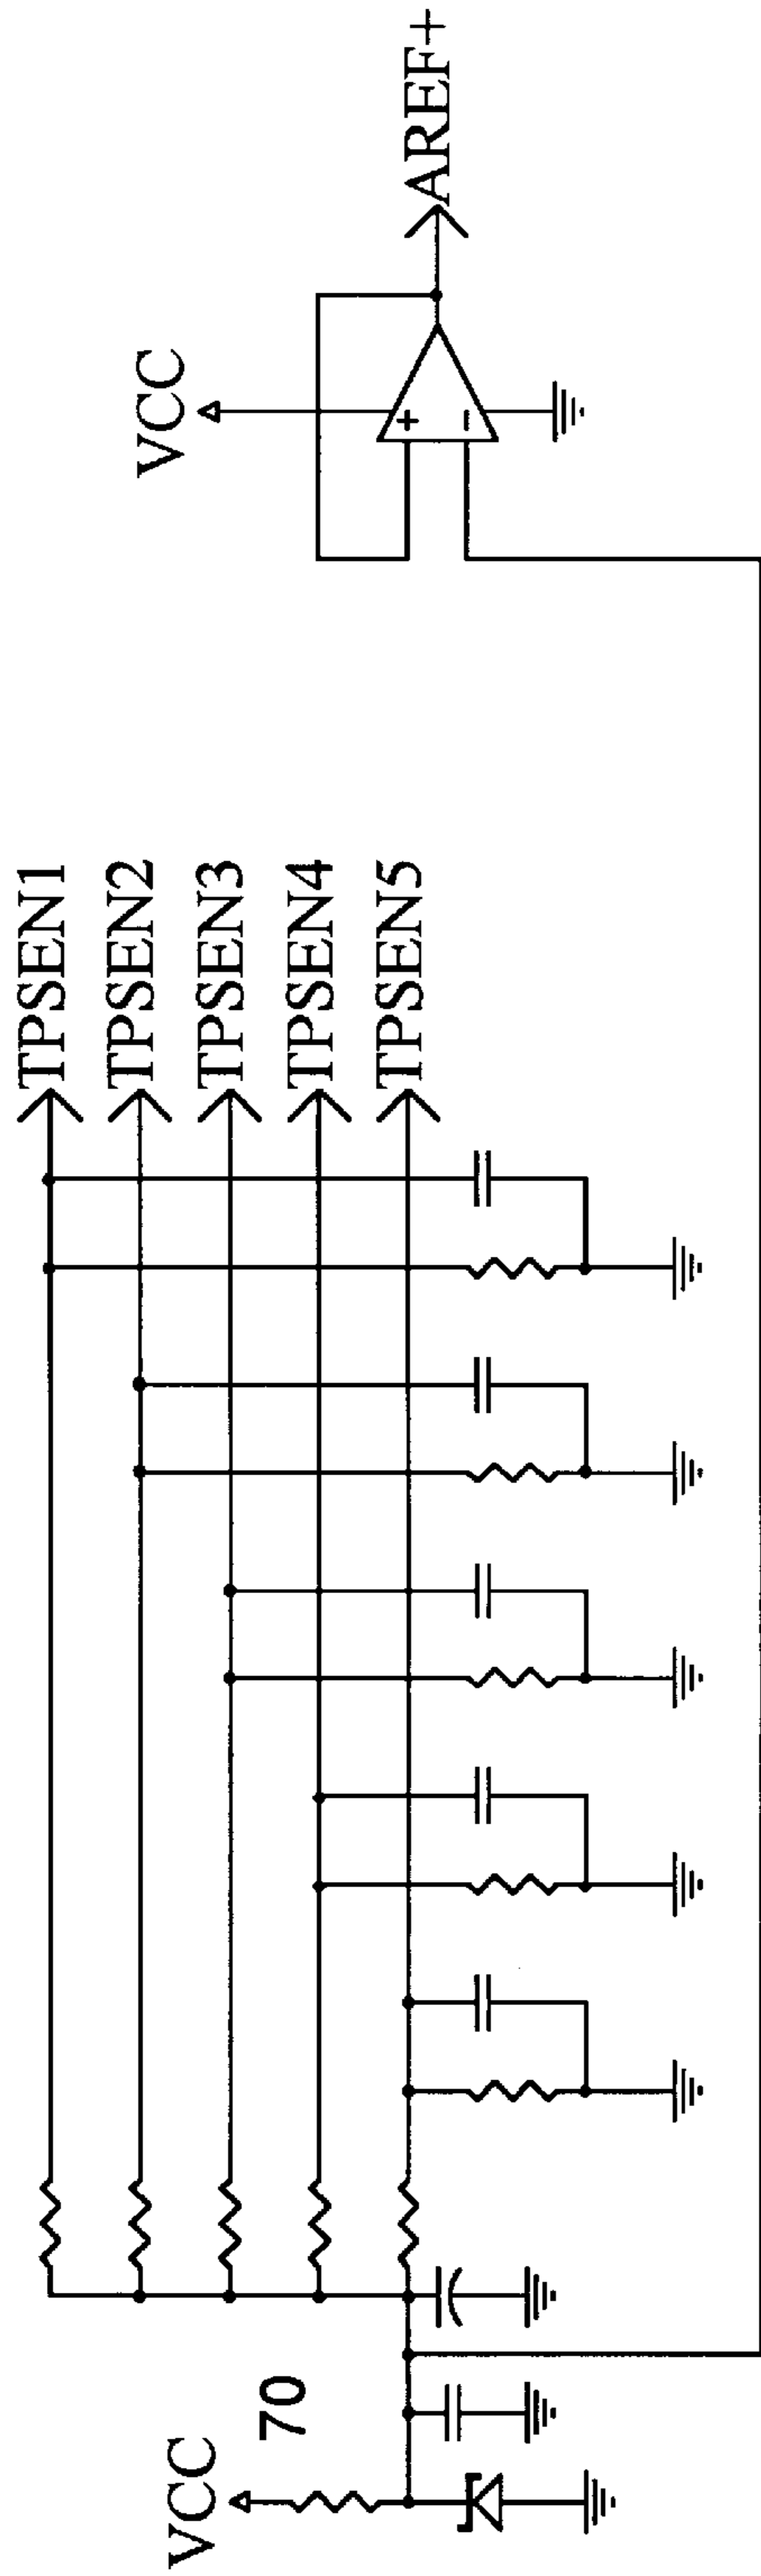 VCC
70
TPSEN1
TPSEN2
TPSEN3
TPSEN4
TPSEN5
VCC
+
−
AREF+